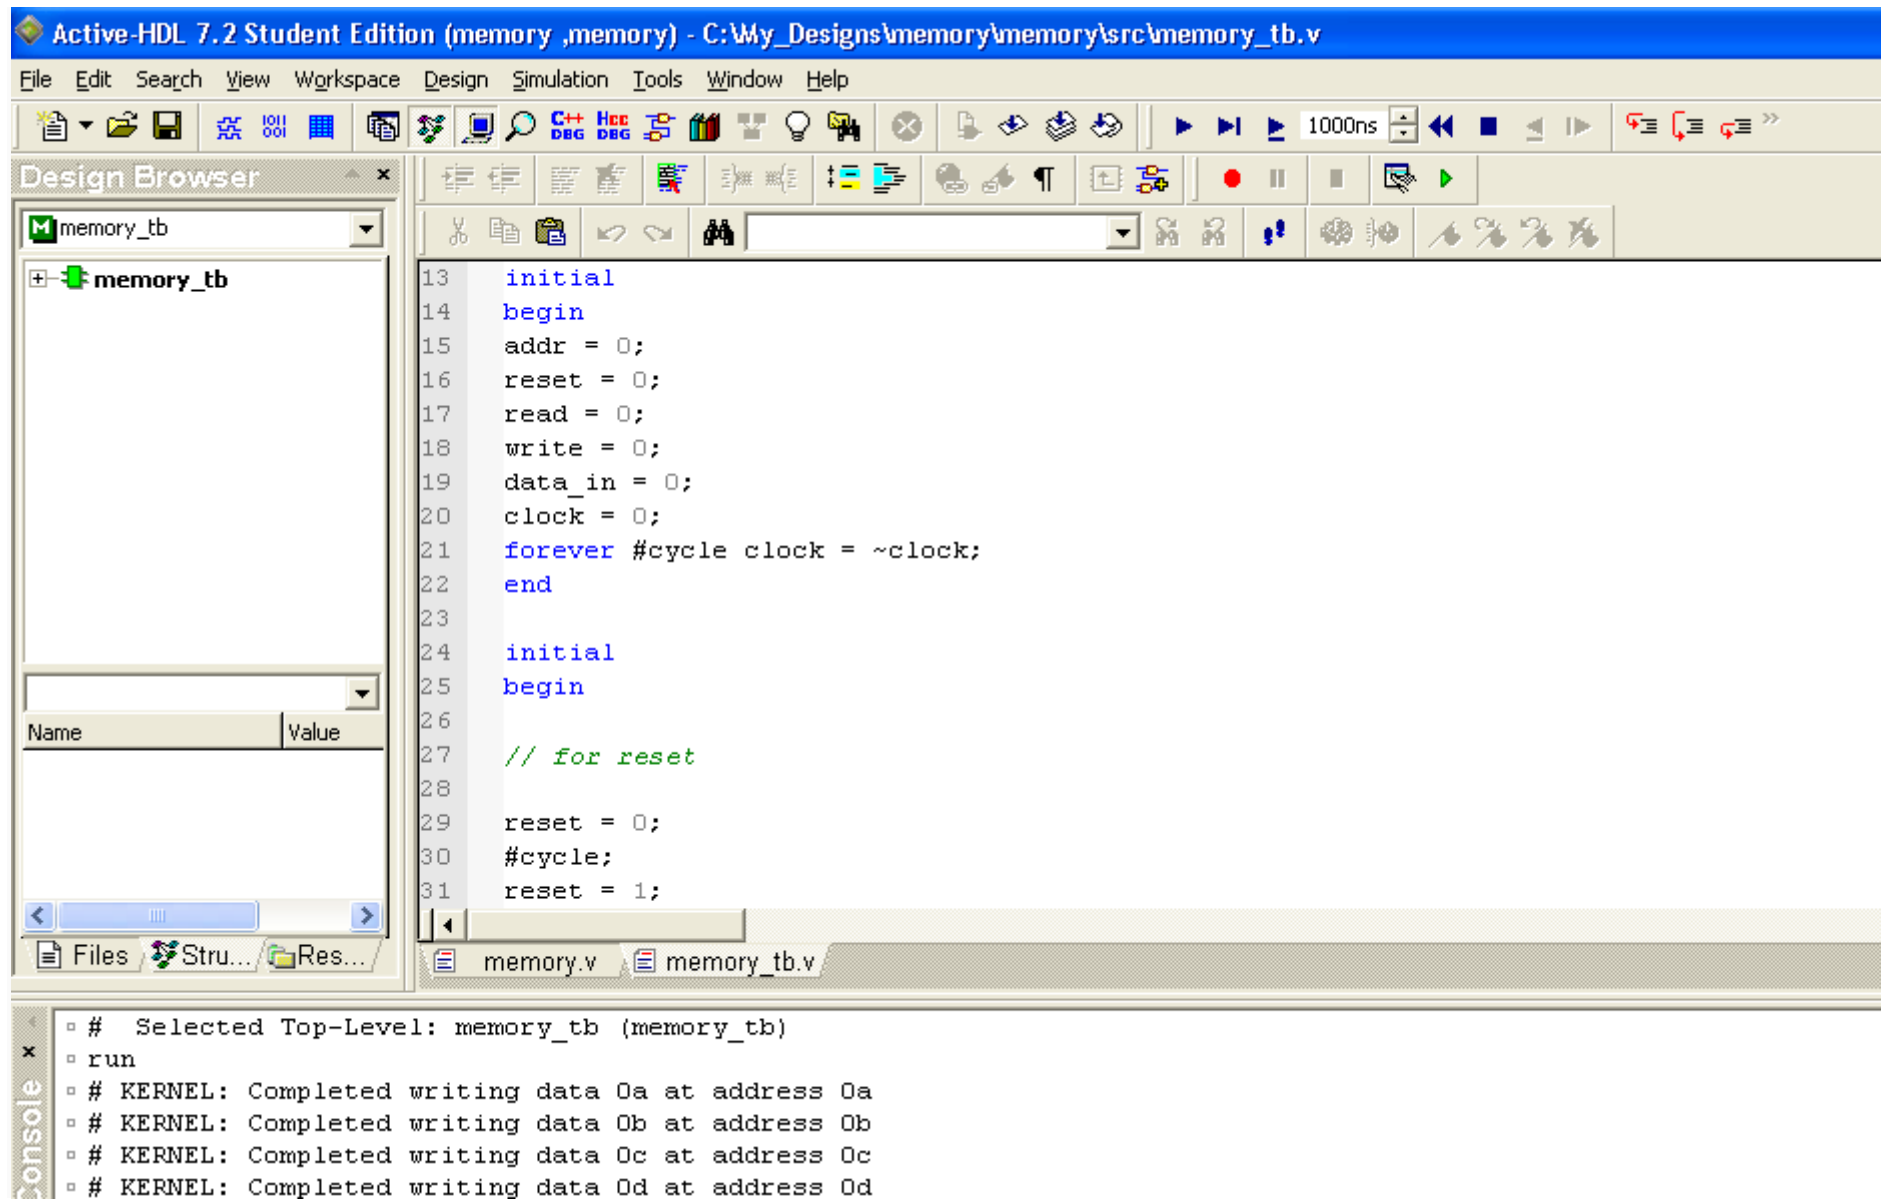 Active-HDL 7.2 Student Edition (memory ,memory) - C:\My_Designs\memory\memory\src\memory_tb.v
File Edit Search View Workspace Design Simulation Tools Window Help
C++ DBG HCC DBG 1000ns
Design Browser
memory_tb
memory_tb
Name Value
Files Stru... Res...
13 initial
14 begin
15 addr = 0;
16 reset = 0;
17 read = 0;
18 write = 0;
19 data_in = 0;
20 clock = 0;
21 forever #cycle clock = ~clock;
22 end
23
24 initial
25 begin
26
27 // for reset
28
29 reset = 0;
30 #cycle;
31 reset = 1;
memory.v memory_tb.v
Console
# Selected Top-Level: memory_tb (memory_tb)
run
# KERNEL: Completed writing data 0a at address 0a
# KERNEL: Completed writing data 0b at address 0b
# KERNEL: Completed writing data 0c at address 0c
# KERNEL: Completed writing data 0d at address 0d